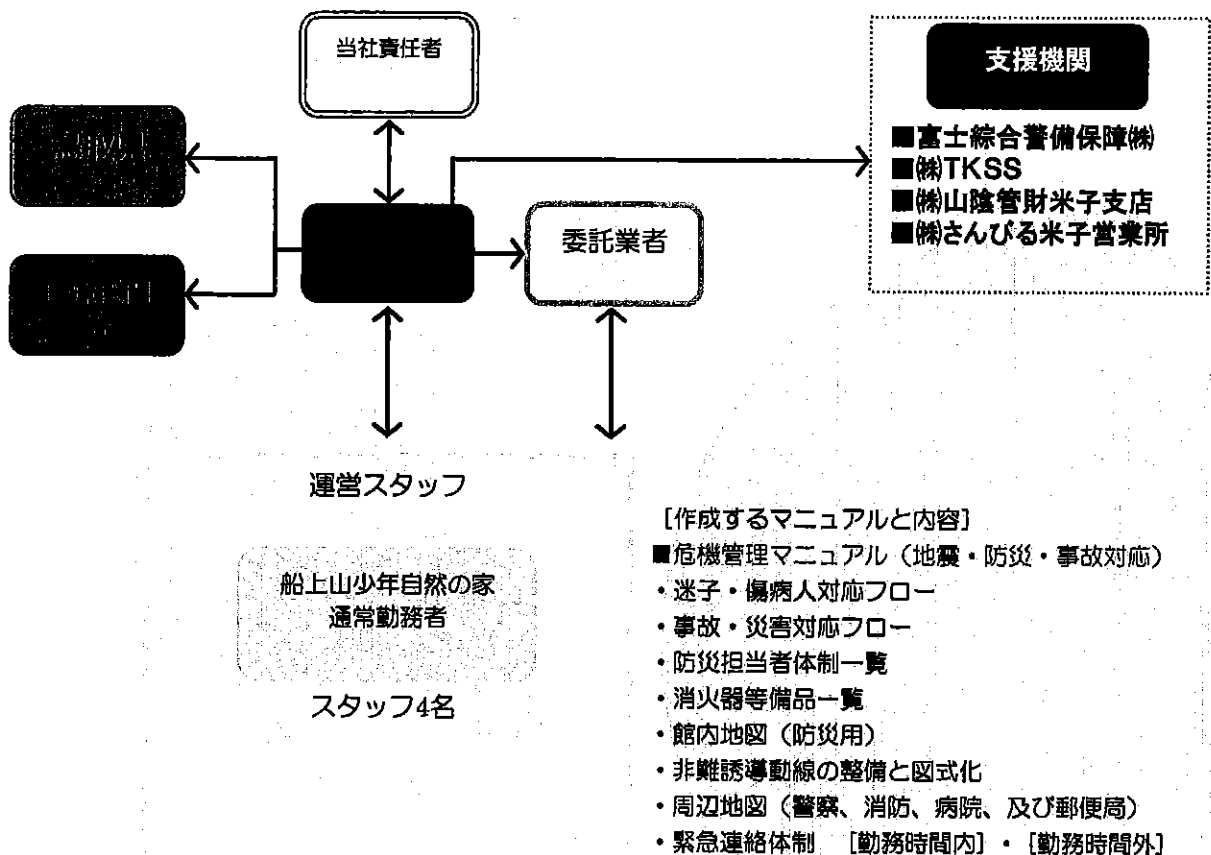 当社責任者
支援機関
■富士綜合警備保障㈱
■㈱TKSS
■㈱山陰管財米子支店
■㈱さんびる米子営業所
委託業者
運営スタッフ
船上山少年自然の家
通常勤務者
スタッフ4名
[作成するマニュアルと内容]
■危機管理マニュアル（地震・防災・事故対応）
・迷子・傷病人対応フロー
・事故・災害対応フロー
・防災担当者体制一覧
・消火器等備品一覧
・館内地図（防災用）
・非難誘導動線の整備と図式化
・周辺地図（警察、消防、病院、及び郵便局）
・緊急連絡体制　[勤務時間内]・[勤務時間外]